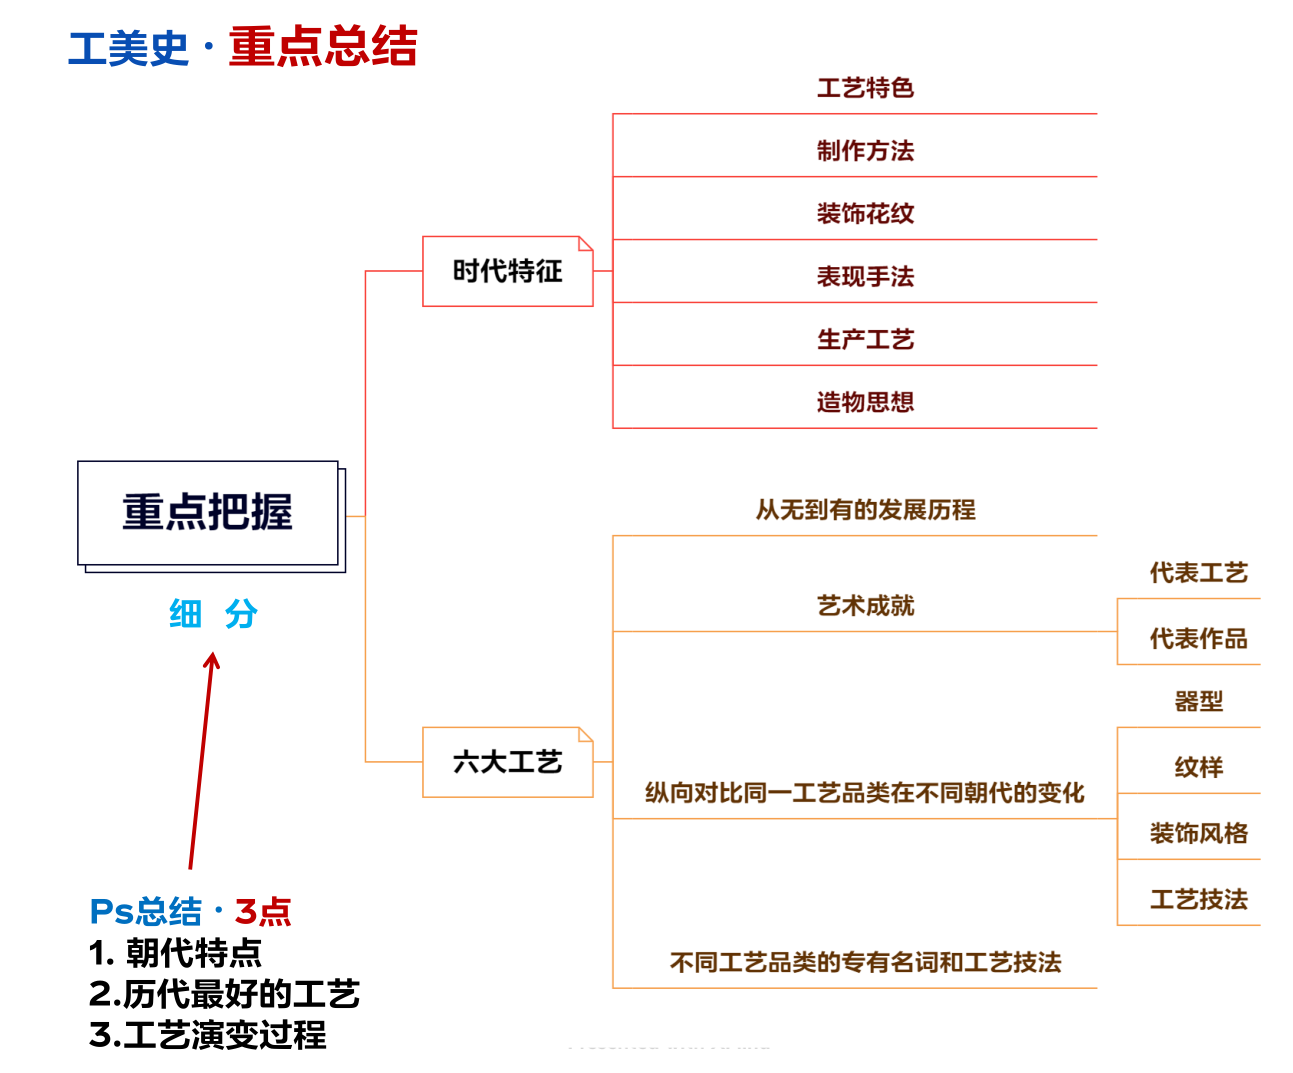 工美史·重点总结
工艺特色
制作方法
装饰花纹
时代特征
表现手法
生产工艺
造物思想
重点把握
细 分
从无到有的发展历程
艺术成就
代表工艺
代表作品
六大工艺
纵向对比同一工艺品类在不同朝代的变化
器型
纹样
装饰风格
工艺技法
不同工艺品类的专有名词和工艺技法
Ps总结·3点
1. 朝代特点
2.历代最好的工艺
3.工艺演变过程